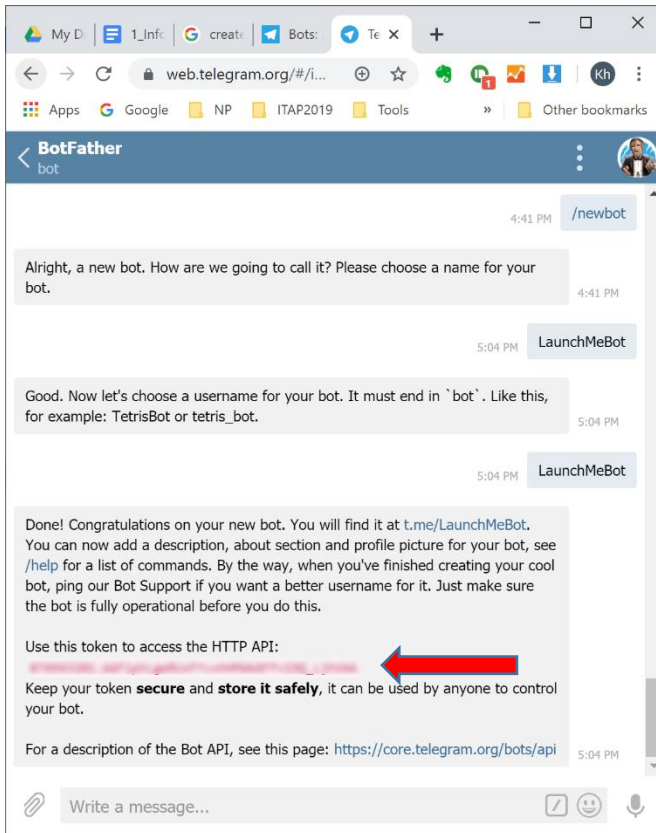 My D
1_Info
create
Bots:
Te
web.telegram.org/#/i...
1
Kh
Apps
Google
NP
ITAP2019
Tools
»
Other bookmarks
BotFather
bot
4:41 PM
/newbot
Alright, a new bot. How are we going to call it? Please choose a name for your
bot.
4:41 PM
5:04 PM
LaunchMeBot
Good. Now let's choose a username for your bot. It must end in `bot`. Like this,
for example: TetrisBot or tetris_bot.
5:04 PM
5:04 PM
LaunchMeBot
Done! Congratulations on your new bot. You will find it at t.me/LaunchMeBot.
You can now add a description, about section and profile picture for your bot, see
/help for a list of commands. By the way, when you've finished creating your cool
bot, ping our Bot Support if you want a better username for it. Just make sure
the bot is fully operational before you do this.
Use this token to access the HTTP API:
Keep your token secure and store it safely, it can be used by anyone to control
your bot.
For a description of the Bot API, see this page: https://core.telegram.org/bots/api
5:04 PM
Write a message...